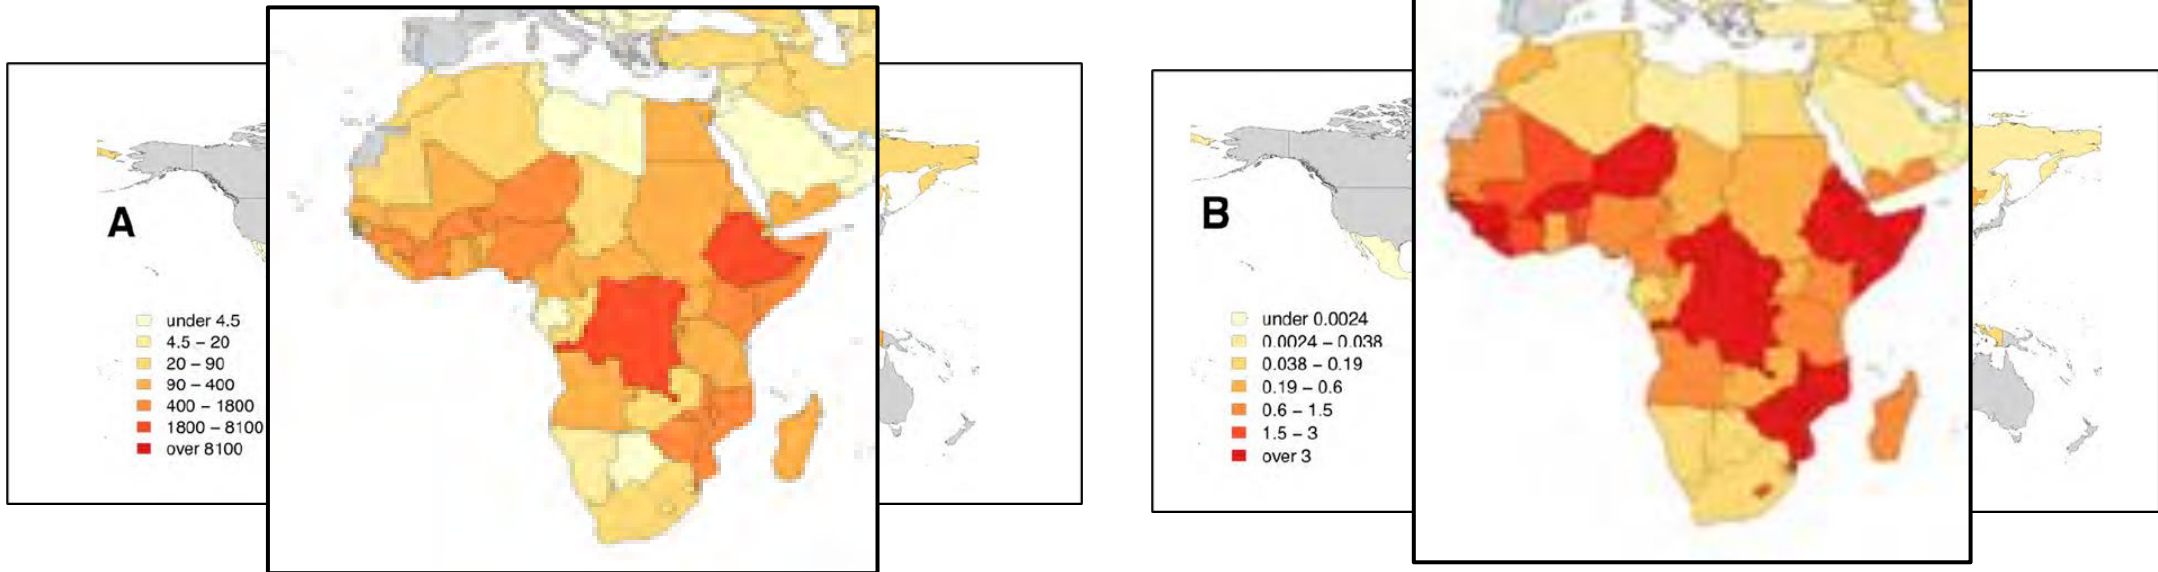 A
under 4.5
4.5 – 20
20 – 90
90 – 400
400 – 1800
1800 – 8100
over 8100
B
under 0.0024
0.0024 – 0.038
0.038 – 0.19
0.19 – 0.6
0.6 – 1.5
1.5 – 3
over 3